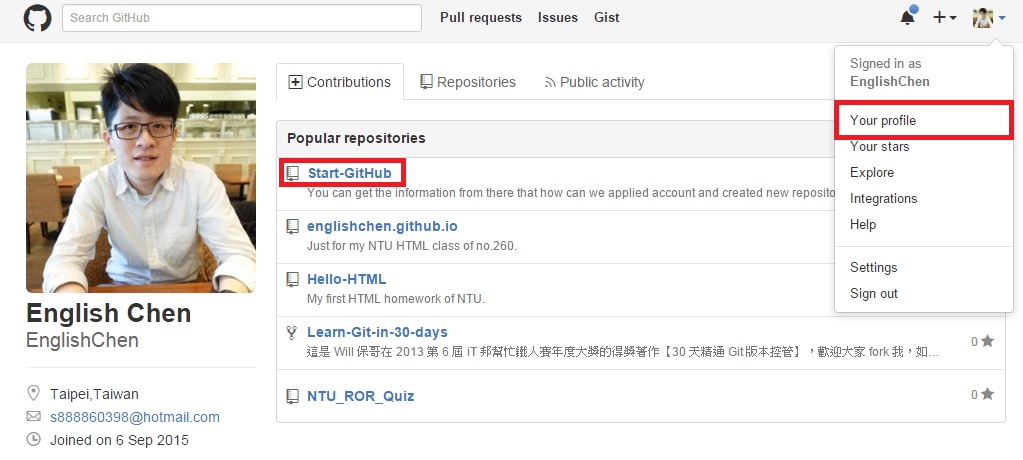 Search GitHub
Pull requests
Issues
Gist
Signed in as
EnglishChen
Your profile
Your stars
Explore
Integrations
Help
Settings
Sign out
English Chen
EnglishChen
Taipei,Taiwan
s888860398@hotmail.com
Joined on 6 Sep 2015
Contributions
Repositories
Public activity
Popular repositories
Start-GitHub
You can get the information from there that how can we applied account and created new reposito
englishchen.github.io
Just for my NTU HTML class of no.260.
Hello-HTML
My first HTML homework of NTU.
Learn-Git-in-30-days
這是 Will 保哥在 2013 第 6 屆 iT 邦幫忙鐵人賽年度大獎的得獎著作【30 天精通 Git 版本控管】，歡迎大家 fork 我，如…
0
NTU_ROR_Quiz
0